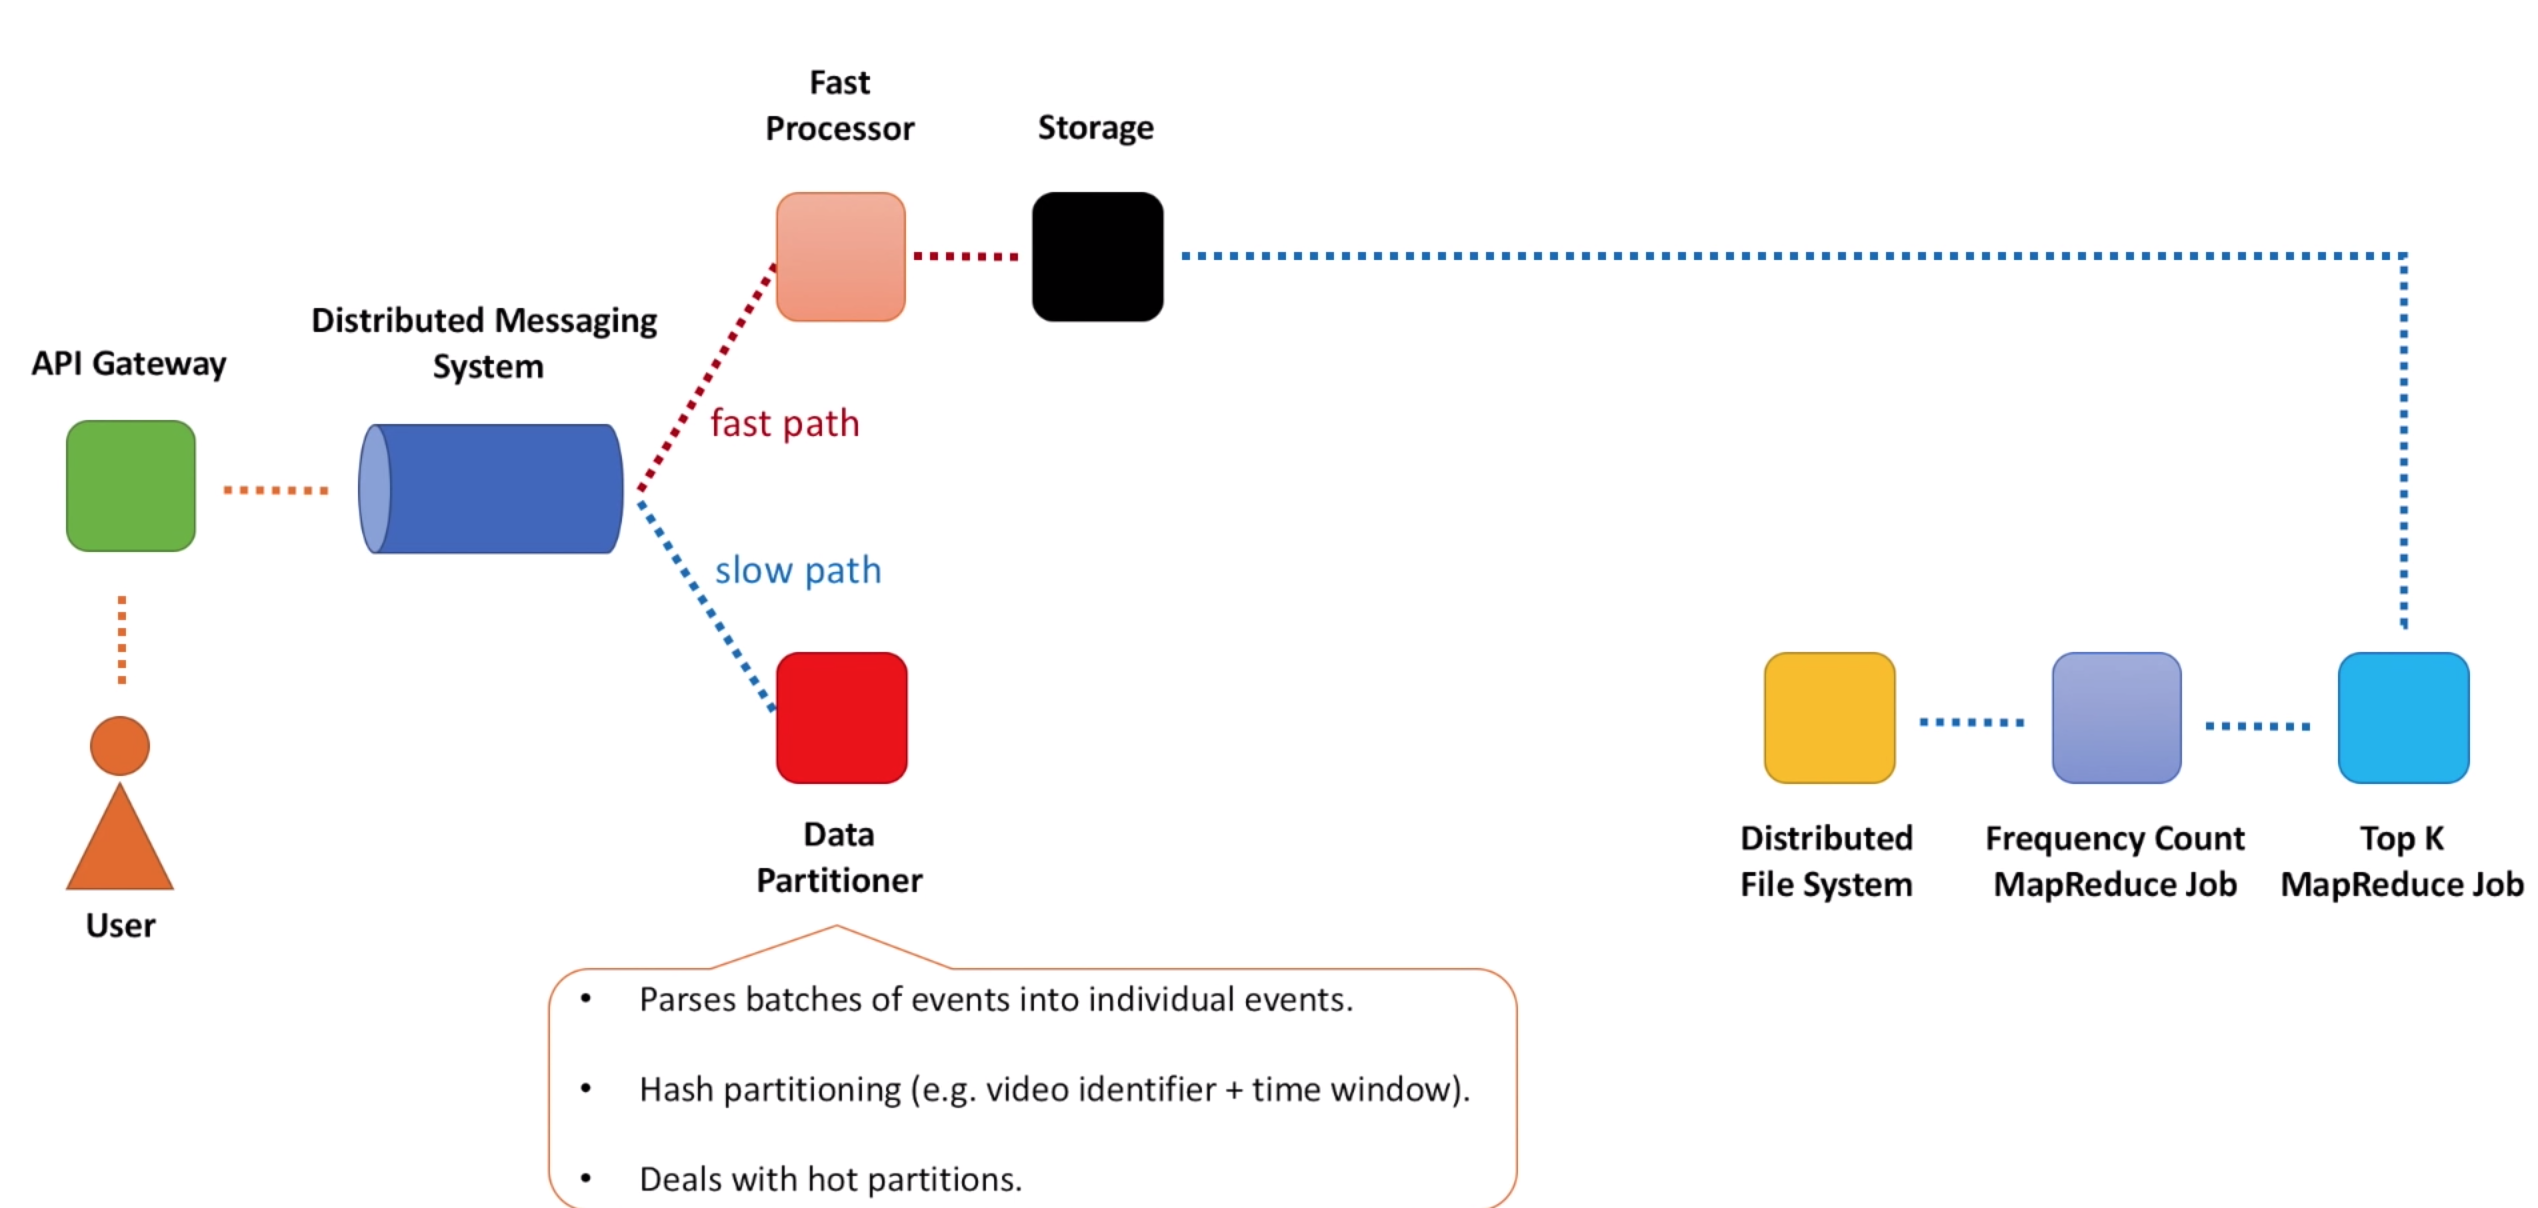 Fast
Processor
Storage
Distributed Messaging
System
API Gateway
fast path
slow path
Data
Partitioner
Distributed
File System
Frequency Count
MapReduce Job
Top K
MapReduce Job
User
• Parses batches of events into individual events.
• Hash partitioning (e.g. video identifier + time window).
• Deals with hot partitions.